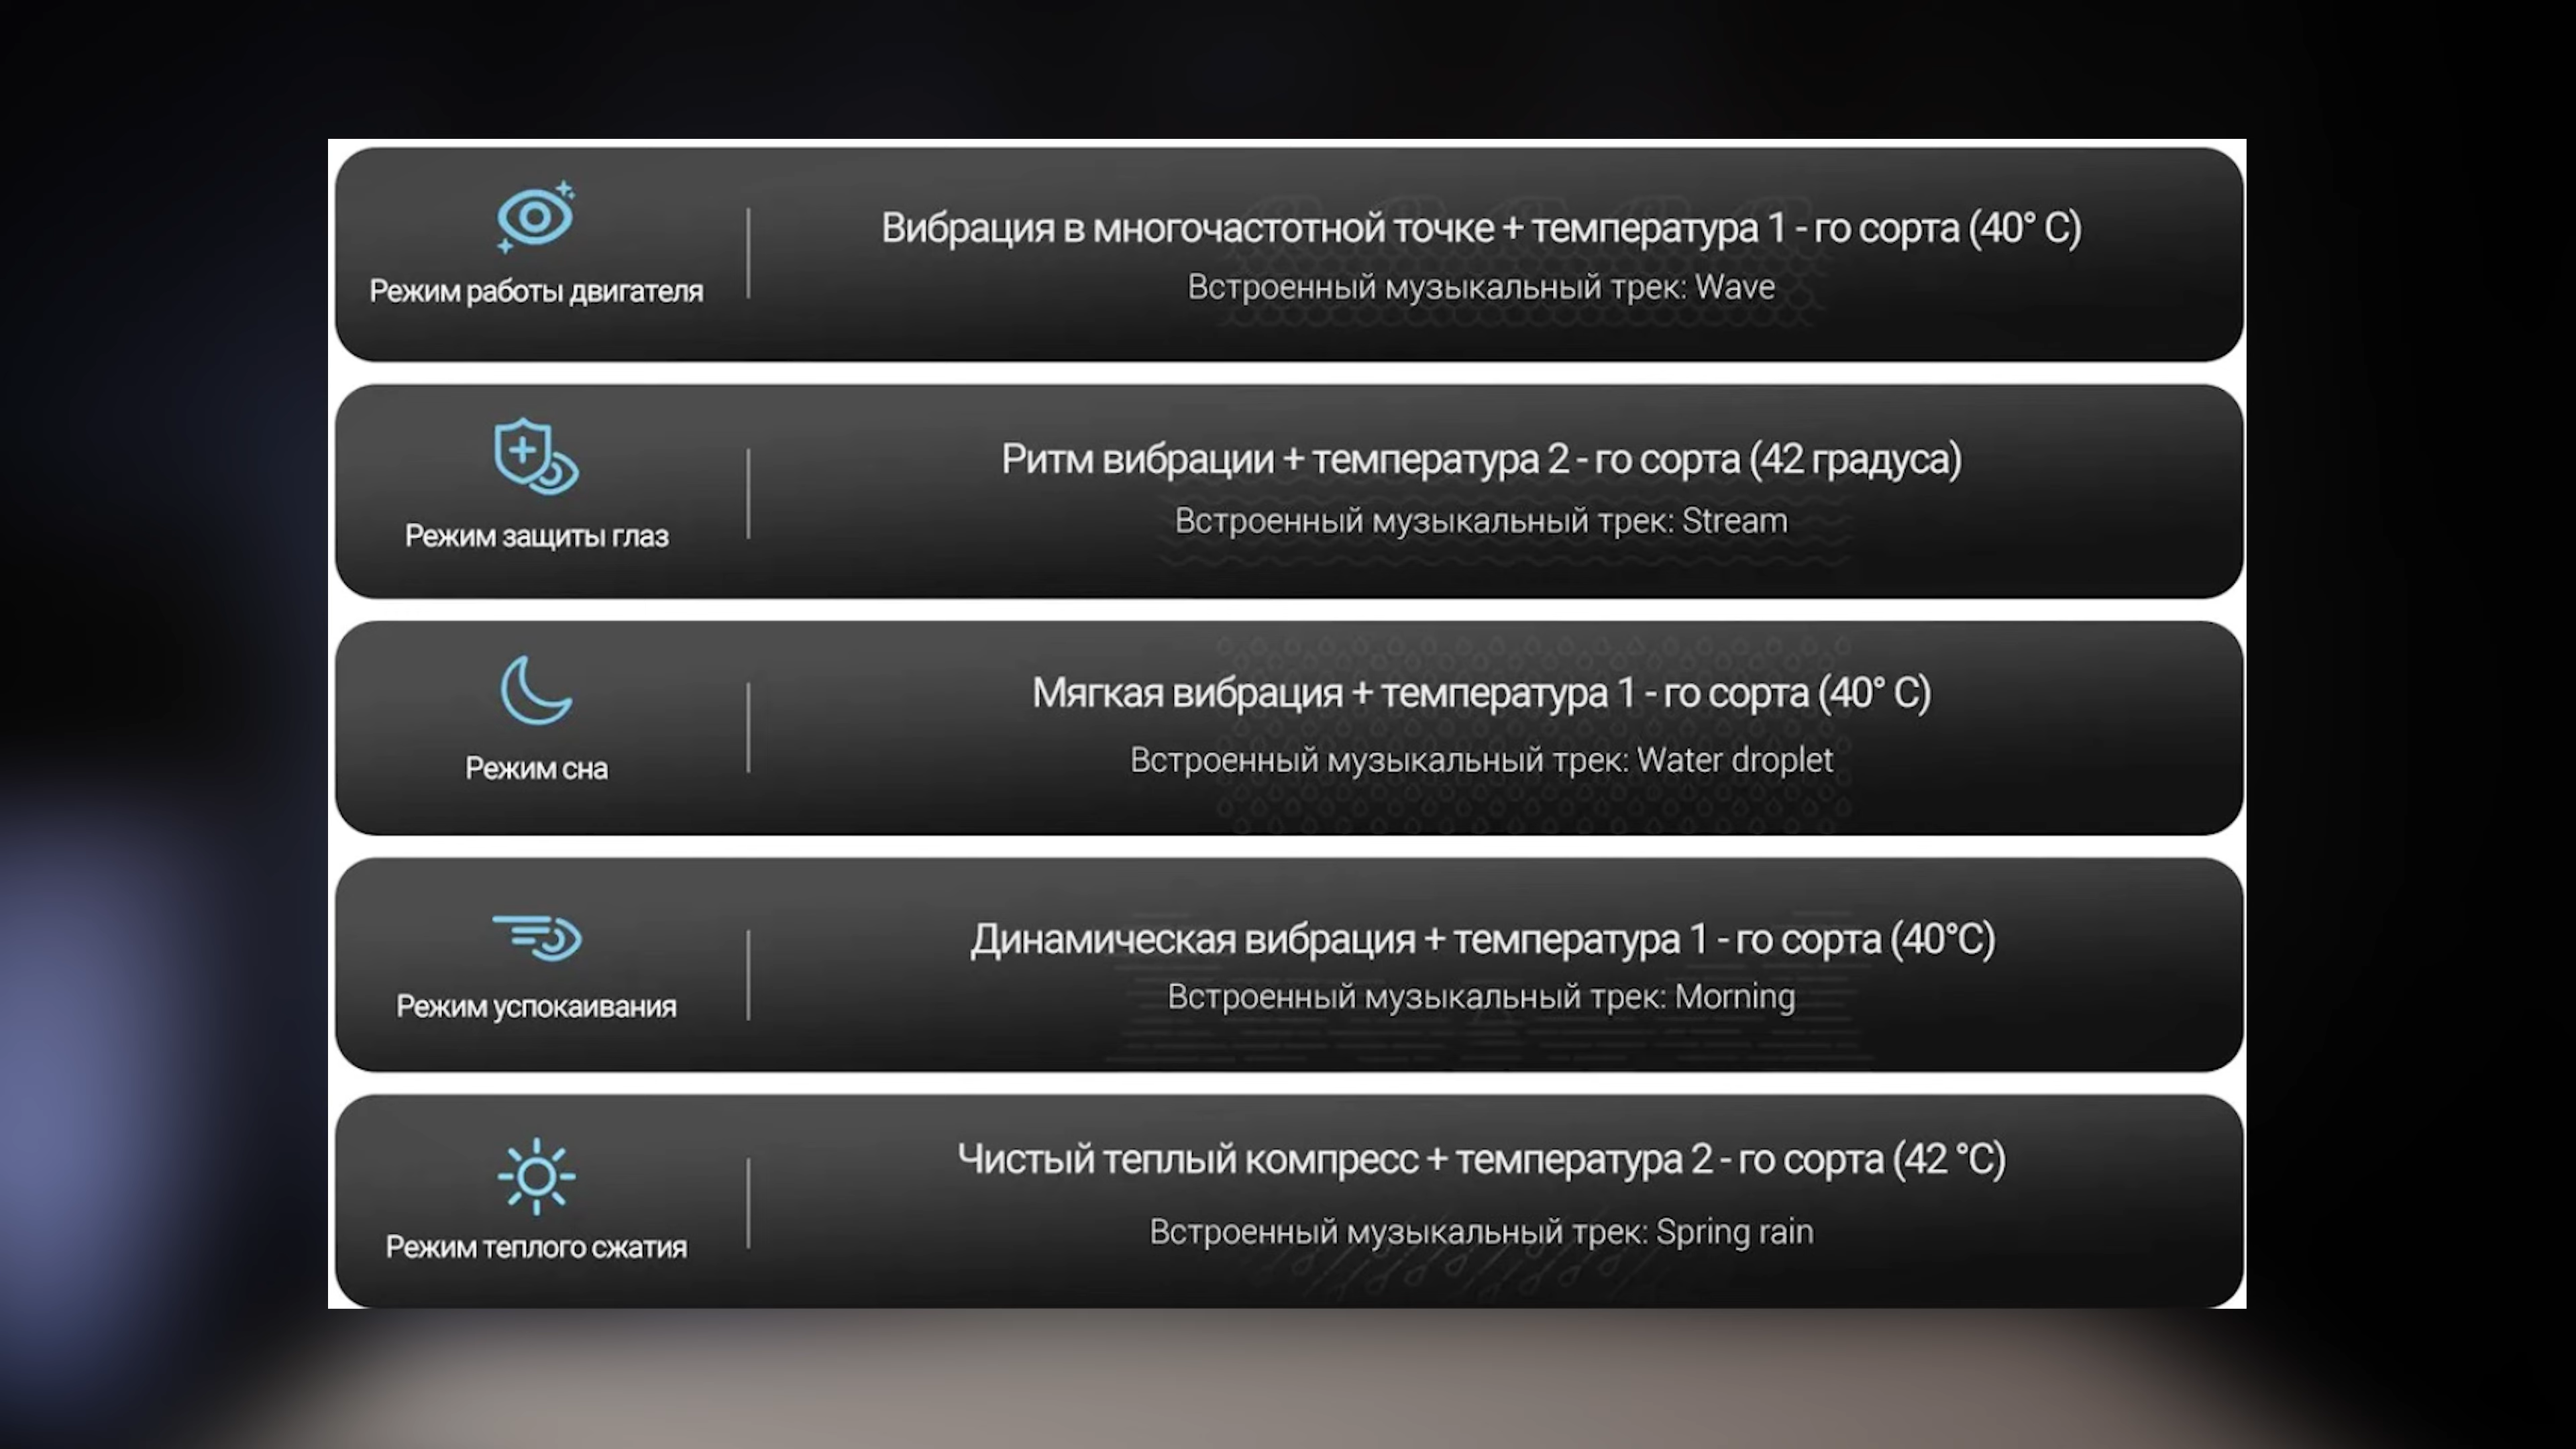 Режим работы двигателя
Вибрация в многочастотной точке + температура 1 - го сорта (40° C)
Встроенный музыкальный трек: Wave
Режим защиты глаз
Ритм вибрации + температура 2 - го сорта (42 градуса)
Встроенный музыкальный трек: Stream
Режим сна
Мягкая вибрация + температура 1 - го сорта (40° C)
Встроенный музыкальный трек: Water droplet
Режим успокаивания
Динамическая вибрация + температура 1 - го сорта (40°C)
Встроенный музыкальный трек: Morning
Режим теплого сжатия
Чистый теплый компресс + температура 2 - го сорта (42 °C)
Встроенный музыкальный трек: Spring rain